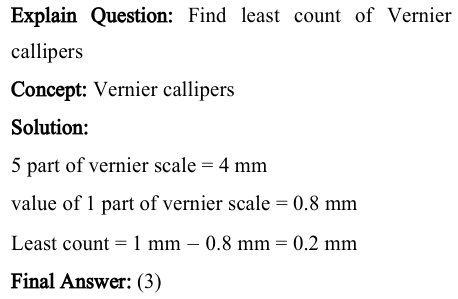 Explain Question: Find least count of Vernier
callipers
Concept: Vernier callipers
Solution:
5 part of vernier scale = 4 mm
value of 1 part of vernier scale = 0.8 mm
Least count = 1 mm – 0.8 mm = 0.2 mm
Final Answer: (3)